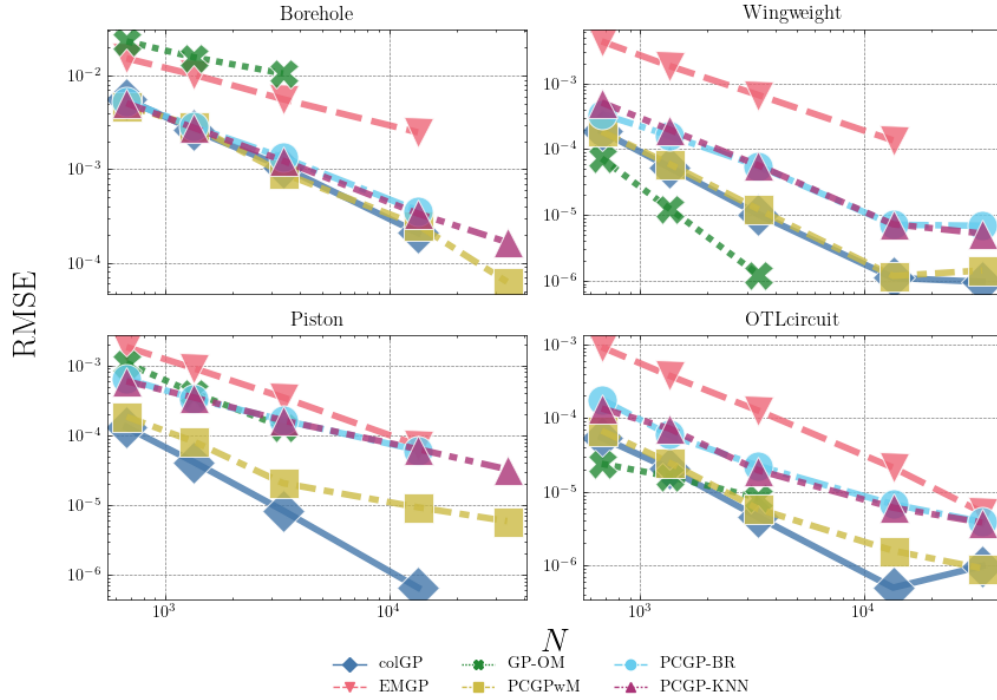 Borehole
Wingweight
10^{-2}
10^{-3}
10^{-4}
10^{-3}
10^{-4}
10^{-5}
10^{-6}
RMSE
Piston
OTLcircuit
10^{-3}
10^{-4}
10^{-5}
10^{-6}
10^{-3}
10^{-4}
10^{-5}
10^{-6}
10^{3}
10^{4}
10^{3}
10^{4}
N
colGP
GP-OM
PCGP-BR
EMGP
PCGPwM
PCGP-KNN